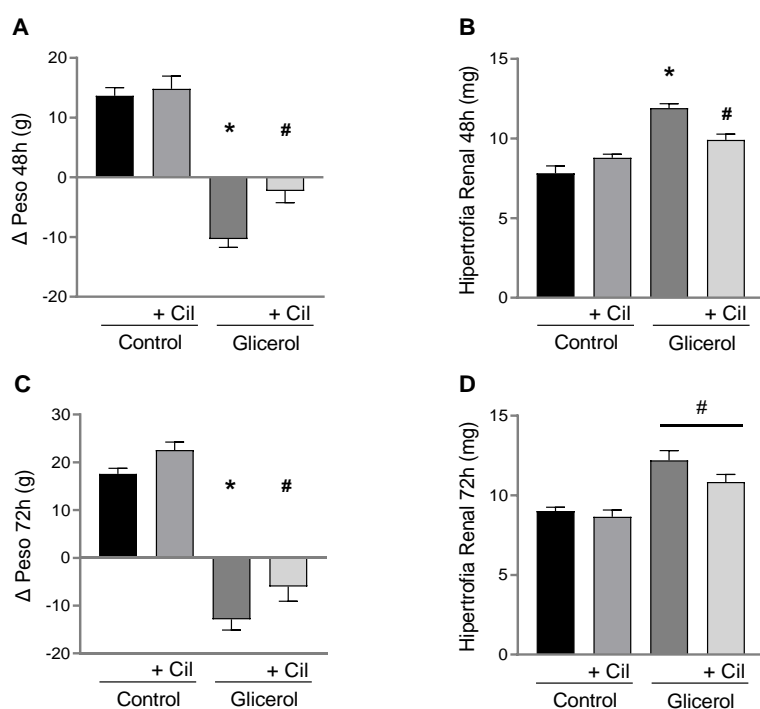 A
Δ Peso 48h (g)
20
10
0
-10
-20
*
#
+ Cil
+ Cil
Control
Glicerol
B
Hipertrofia Renal 48h (mg)
15
10
5
0
*
#
+ Cil
+ Cil
Control
Glicerol
C
Δ Peso 72h (g)
30
20
10
0
-10
-20
*
#
+ Cil
+ Cil
Control
Glicerol
D
Hipertrofia Renal 72h (mg)
15
10
5
0
#
+ Cil
+ Cil
Control
Glicerol